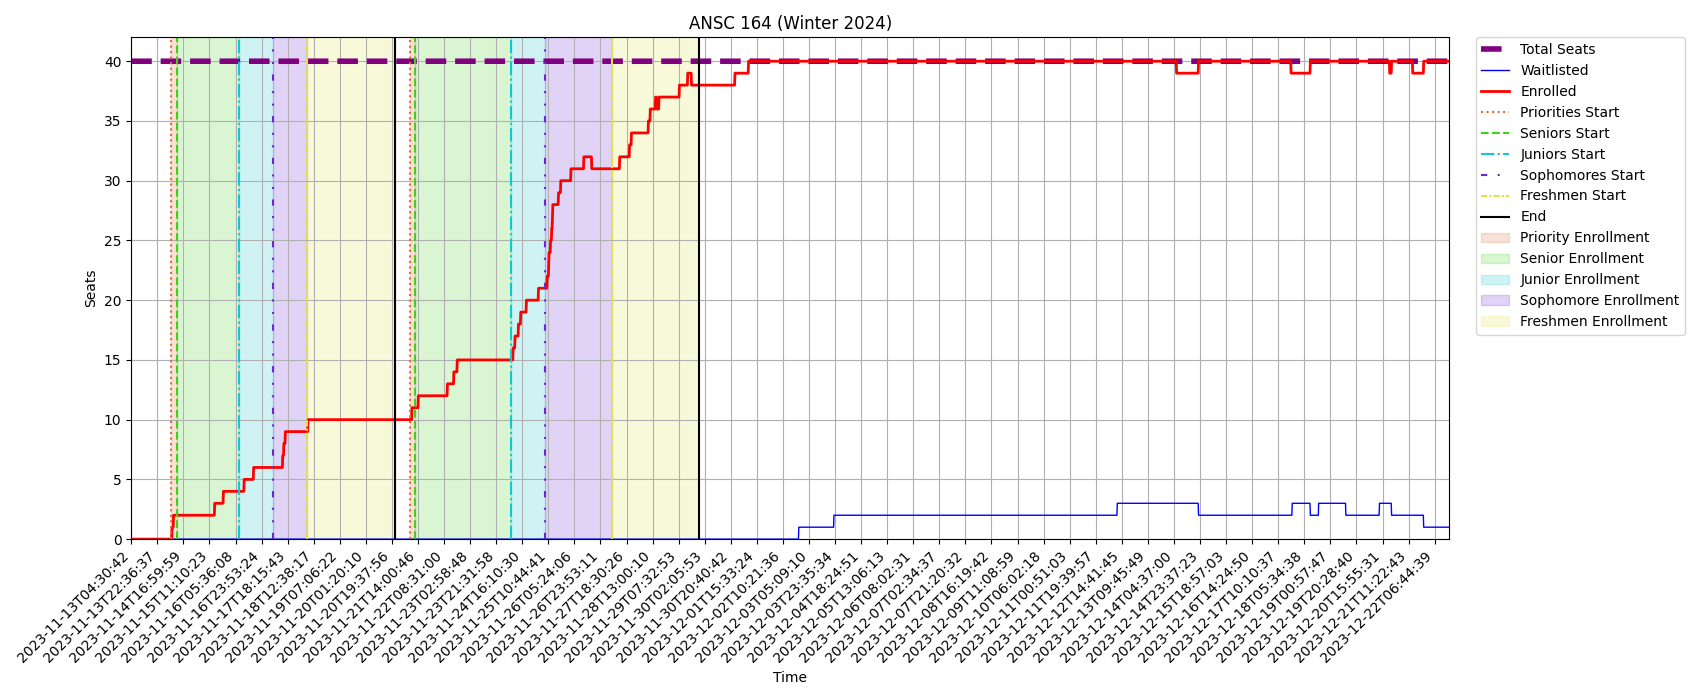 ANSC 164 (Winter 2024)
Total Seats
Waitlisted
Enrolled
Priorities Start
Seniors Start
Juniors Start
Sophomores Start
Freshmen Start
End
Priority Enrollment
Senior Enrollment
Junior Enrollment
Sophomore Enrollment
Freshmen Enrollment
Seats
40
35
30
25
20
15
10
5
0
2023-11-13T04:30:42
2023-11-13T22:36:37
2023-11-14T16:59:59
2023-11-15T11:10:23
2023-11-16T05:36:08
2023-11-16T23:53:24
2023-11-17T18:15:43
2023-11-18T12:38:17
2023-11-19T07:06:22
2023-11-20T01:20:10
2023-11-20T19:37:56
2023-11-21T14:00:46
2023-11-22T08:31:00
2023-11-23T02:58:48
2023-11-23T21:31:58
2023-11-24T16:10:30
2023-11-25T10:44:41
2023-11-26T05:24:06
2023-11-26T23:53:11
2023-11-27T18:30:26
2023-11-28T13:00:10
2023-11-29T07:32:53
2023-11-30T02:05:53
2023-11-30T20:40:42
2023-12-01T15:33:24
2023-12-02T10:21:36
2023-12-03T05:09:10
2023-12-03T23:35:34
2023-12-04T18:24:51
2023-12-05T13:06:13
2023-12-06T08:02:31
2023-12-07T02:34:37
2023-12-07T21:20:32
2023-12-08T16:19:42
2023-12-09T11:08:59
2023-12-10T06:02:18
2023-12-11T00:51:03
2023-12-11T19:39:57
2023-12-12T14:41:45
2023-12-13T09:45:49
2023-12-14T04:37:00
2023-12-14T23:37:23
2023-12-15T18:57:03
2023-12-16T14:24:50
2023-12-17T10:10:37
2023-12-18T05:34:38
2023-12-19T00:57:47
2023-12-19T20:28:40
2023-12-20T15:55:31
2023-12-21T11:22:43
2023-12-22T06:44:39
Time